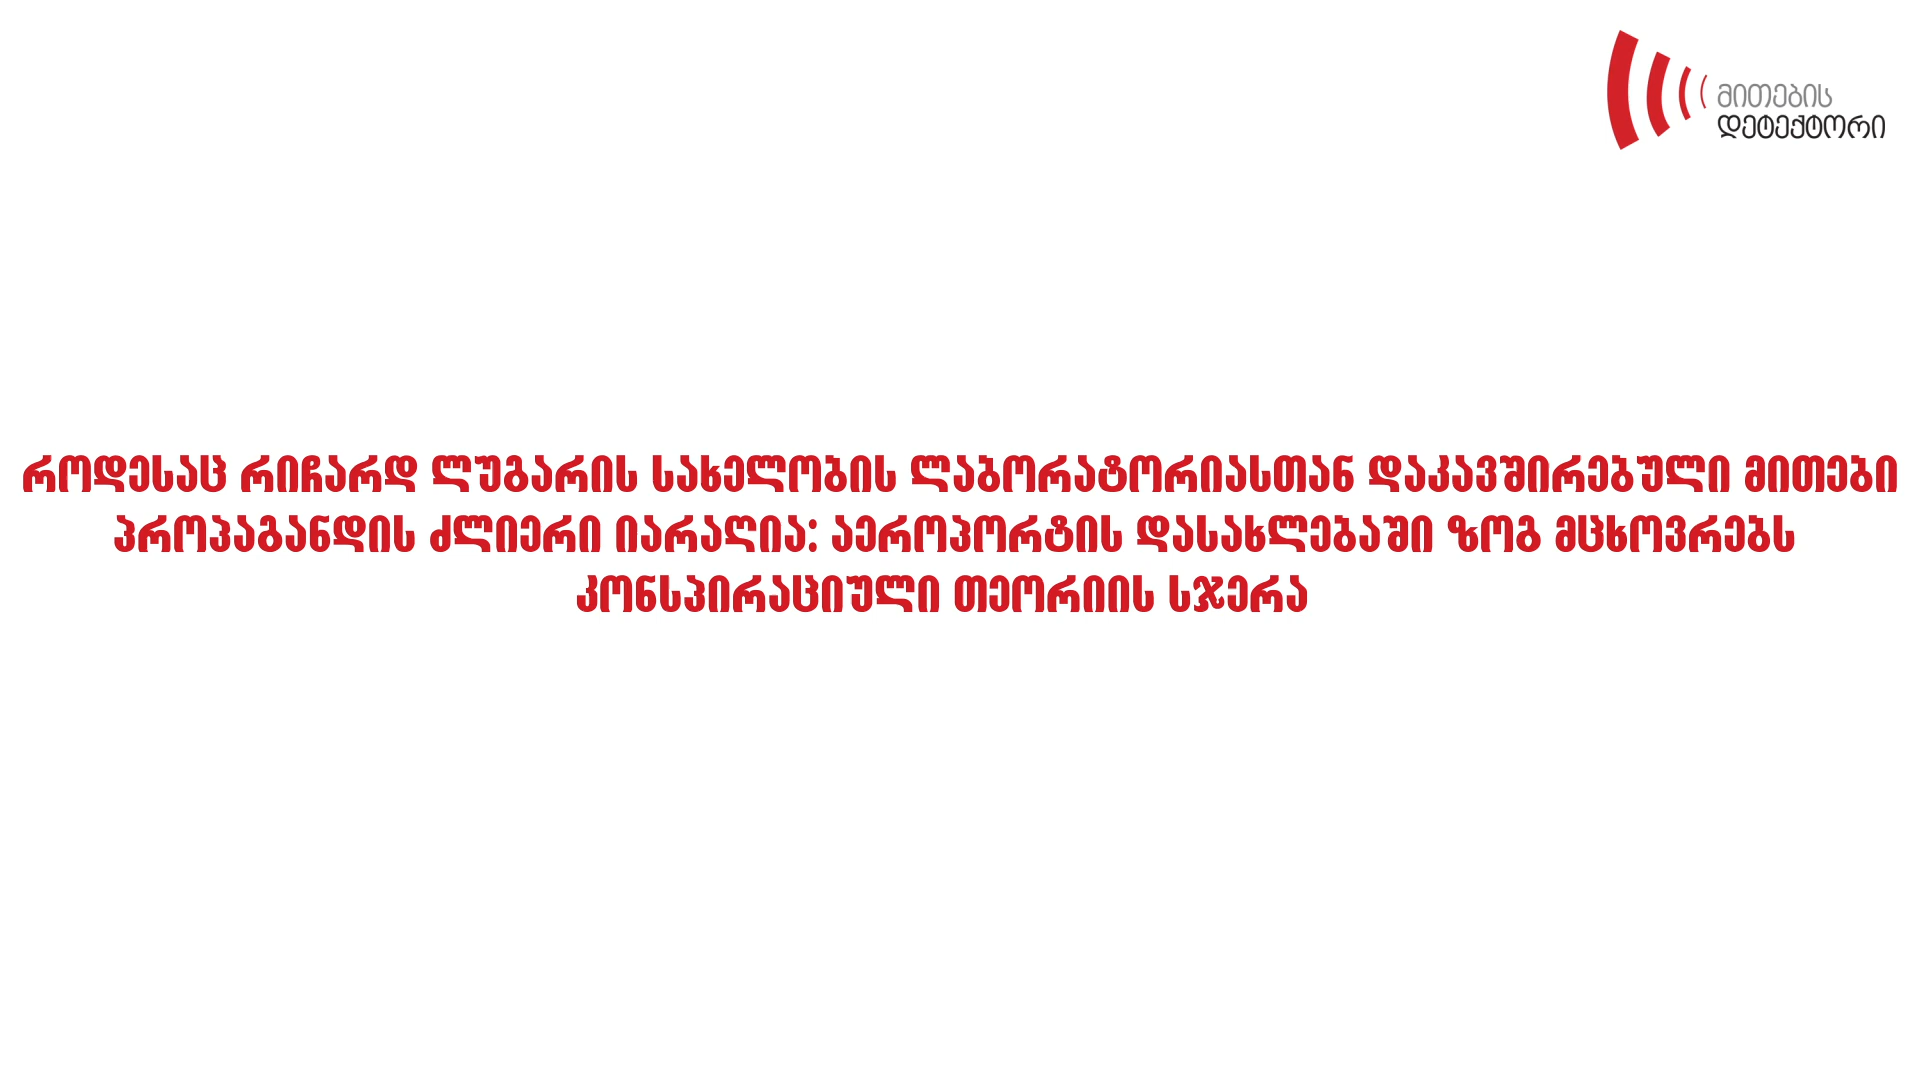 მითების
დეტექტორი
როდესაც რიჩარდ ლუგარის სახელობის ლაბორატორიასთან დაკავშირებული მითები
პროპაგანდის ძლიერი იარაღია: აეროპორტის დასახლებაში ზოგ მცხოვრებს
კონსპირაციული თეორიის სჯერა